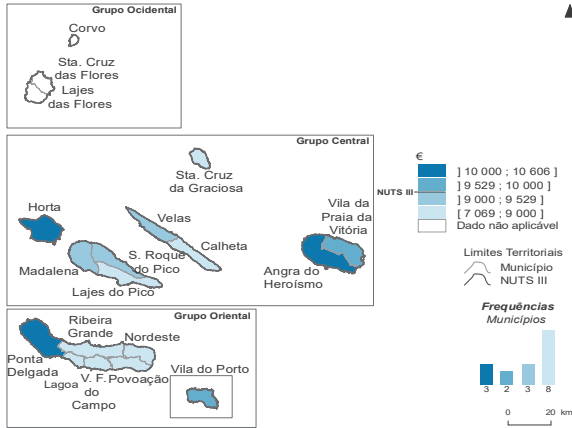 Grupo Ocidental
Corvo
Sta. Cruz
das Flores
Lajes
das Flores
Grupo Central
Sta. Cruz
da Graciosa
Horta
Velas
Vila da
Praia da
Vitória
Calheta
S. Roque
do Pico
Madalena
Lajes do Pico
Angra do
Heroísmo
Grupo Oriental
Ribeira
Grande
Nordeste
Ponta
Delgada
Lagoa
V. F.
do
Campo
Povoação
Vila do Porto
€
] 10 000 ; 10 606 ]
] 9 529 ; 10 000 ]
NUTS III
] 9 000 ; 9 529 ]
[ 7 069 ; 9 000 ]
Dado não aplicável
Limites Territoriais
Município
NUTS III
Frequências
Municípios
3 2 3 8
0 20 km